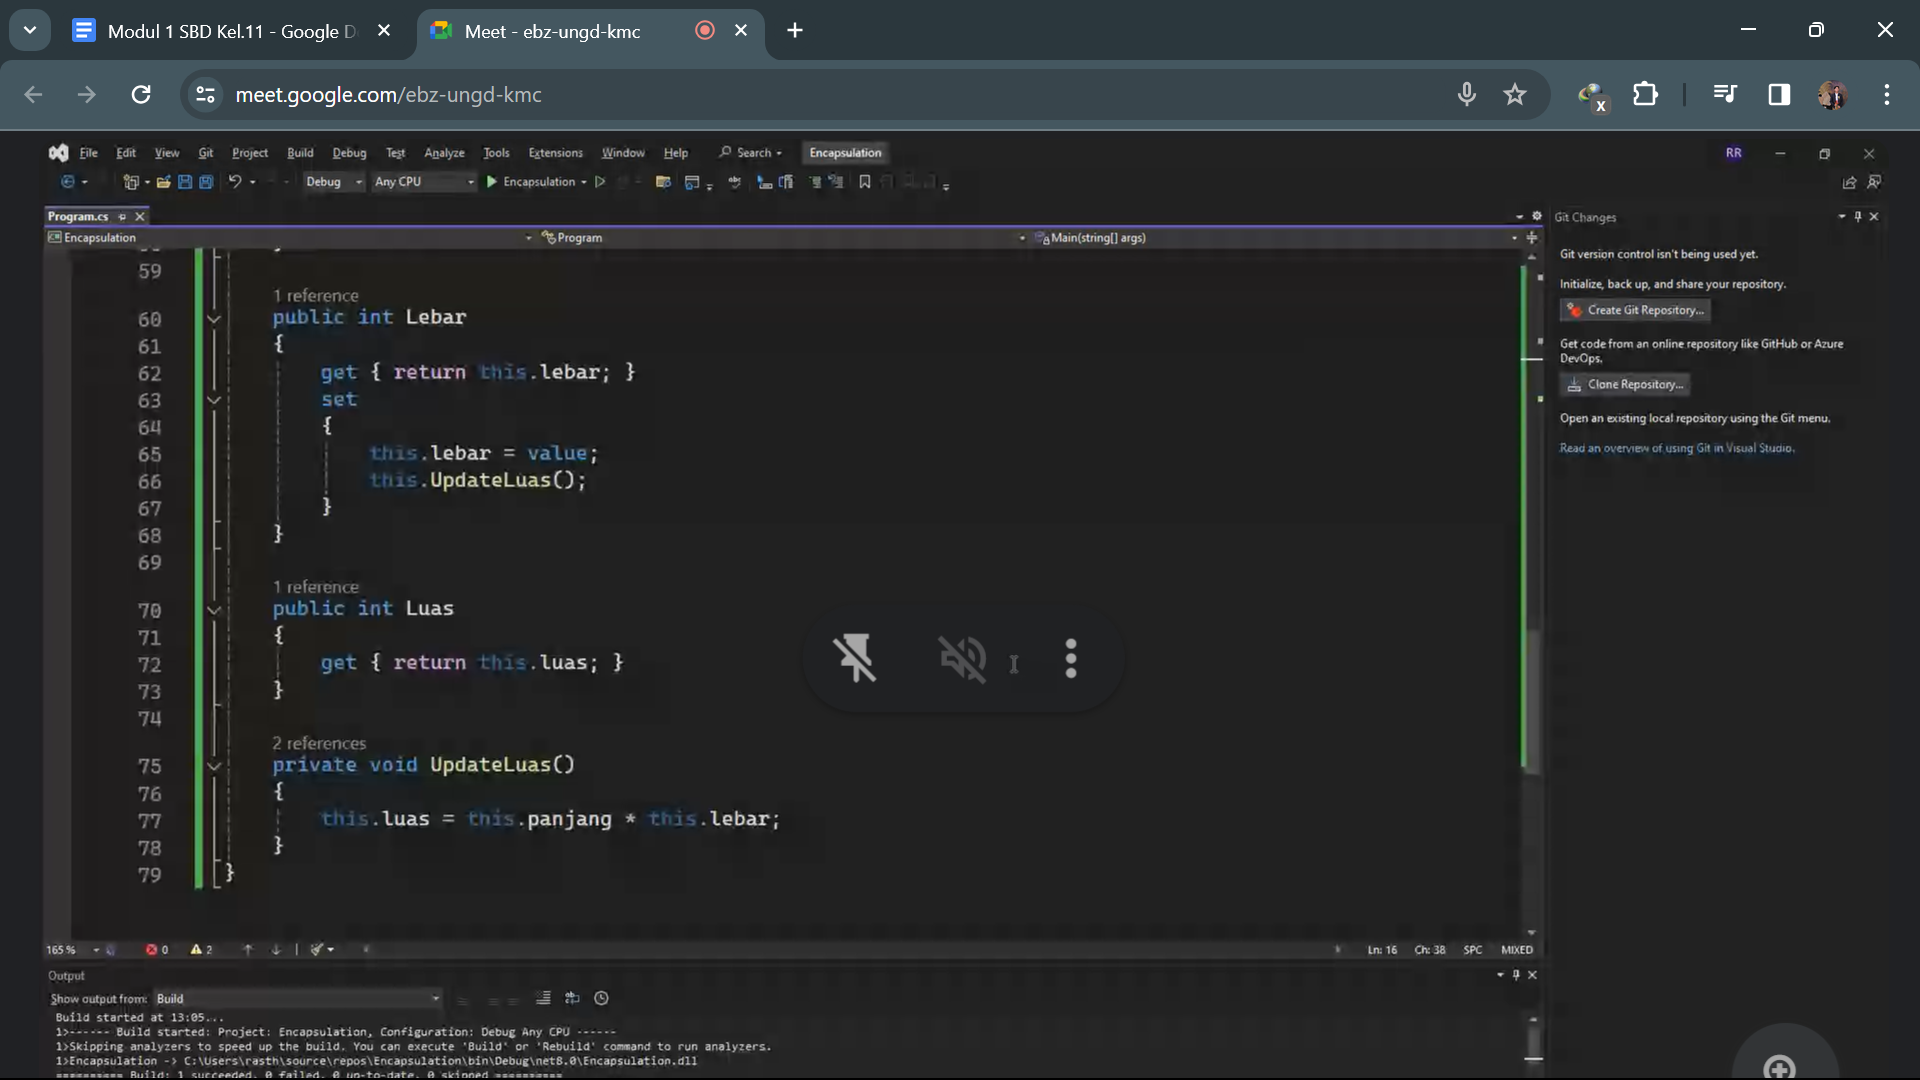 Modul 1 SBD Kel.11 - Google D
Meet - ebz-ungd-kmc
meet.google.com/ebz-ungd-kmc
x
File Edit View Git Project Build Debug Test Analyze Tools Extensions Window Help Search Encapsulation RR
Debug Any CPU Encapsulation
Program.cs
Encapsulation Program Main(string[] args)
59
1 reference
60 public int Lebar
61 {
62 get { return this.lebar; }
63 set
64 {
65 this.lebar = value;
66 this.UpdateLuas();
67 }
68 }
69
1 reference
70 public int Luas
71 {
72 get { return this.luas; }
73 }
74
2 references
75 private void UpdateLuas()
76 {
77 this.luas = this.panjang * this.lebar;
78 }
79 }
165 % 0 2 Ln: 16 Ch: 38 SPC MIXED
Git Changes
Git version control isn't being used yet.
Initialize, back up, and share your repository.
Create Git Repository...
Get code from an online repository like GitHub or Azure
DevOps.
Clone Repository...
Open an existing local repository using the Git menu.
Read an overview of using Git in Visual Studio.
Output
Show output from: Build
Build started at 13:05...
1>------ Build started: Project: Encapsulation, Configuration: Debug Any CPU ------
1>Skipping analyzers to speed up the build. You can execute 'Build' or 'Rebuild' command to run analyzers.
1>Encapsulation -> C:\Users\rasth\source\repos\Encapsulation\bin\Debug\net8.0\Encapsulation.dll
========== Build: 1 succeeded, 0 failed, 0 up-to-date, 0 skipped ==========